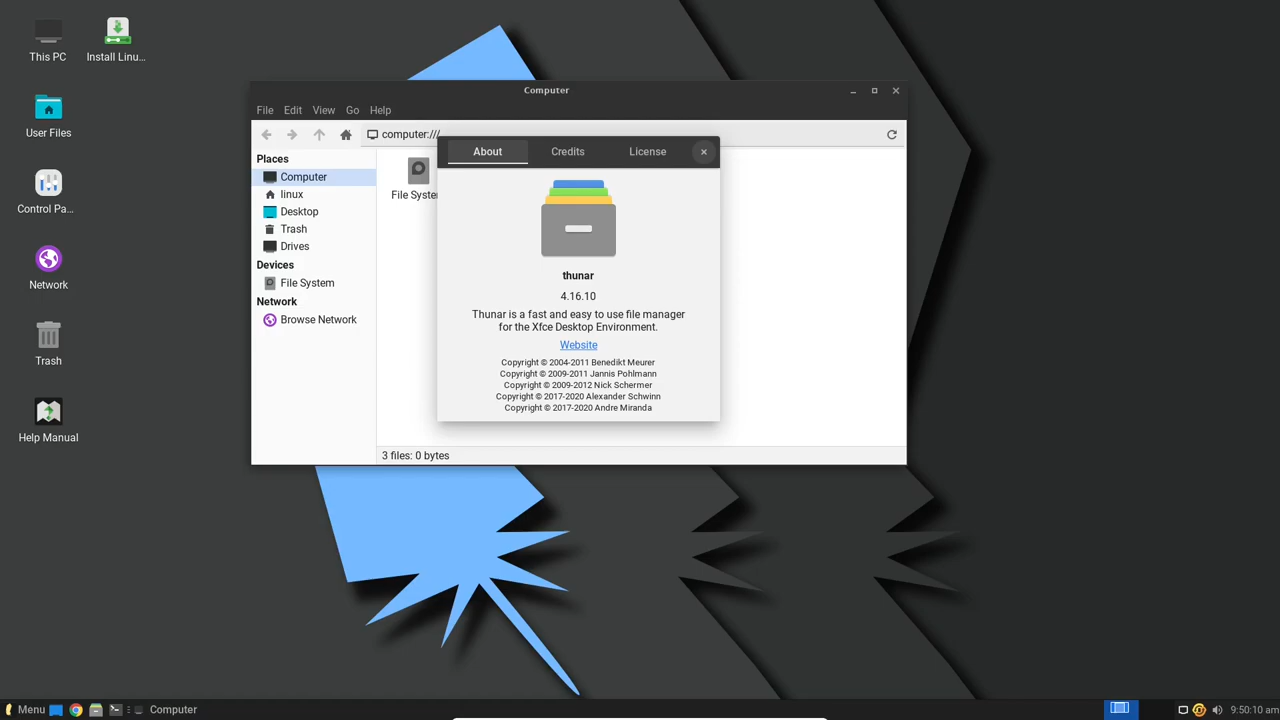 This PC
Install Linu...
User Files
Control Pa...
Network
Trash
Help Manual
Computer
File Edit View Go Help
computer:///
Places
Computer
linux
Desktop
Trash
Drives
Devices
File System
Network
Browse Network
File System
About Credits License
thunar
4.16.10
Thunar is a fast and easy to use file manager
for the Xfce Desktop Environment.
Website
Copyright © 2004-2011 Benedikt Meurer
Copyright © 2009-2011 Jannis Pohlmann
Copyright © 2009-2012 Nick Schermer
Copyright © 2017-2020 Alexander Schwinn
Copyright © 2017-2020 Andre Miranda
3 files: 0 bytes
Menu Computer 9:50:10 am